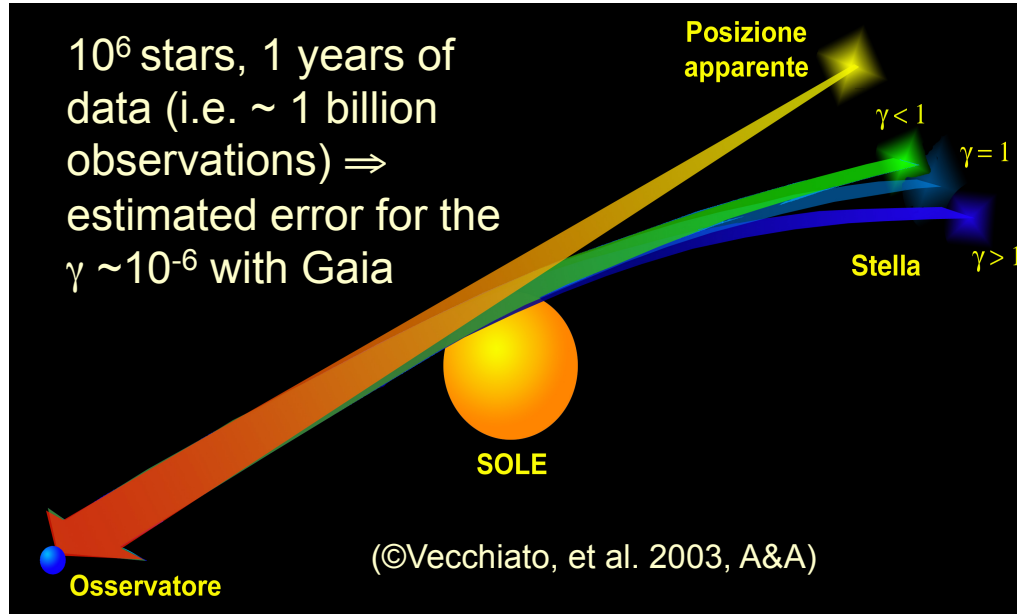 10⁶ stars, 1 years of
data (i.e. ~ 1 billion
observations) ⇒
estimated error for the
γ ~10⁻⁶ with Gaia
Posizione
apparente
γ < 1
γ = 1
γ > 1
Stella
SOLE
(©Vecchiato, et al. 2003, A&A)
Osservatore